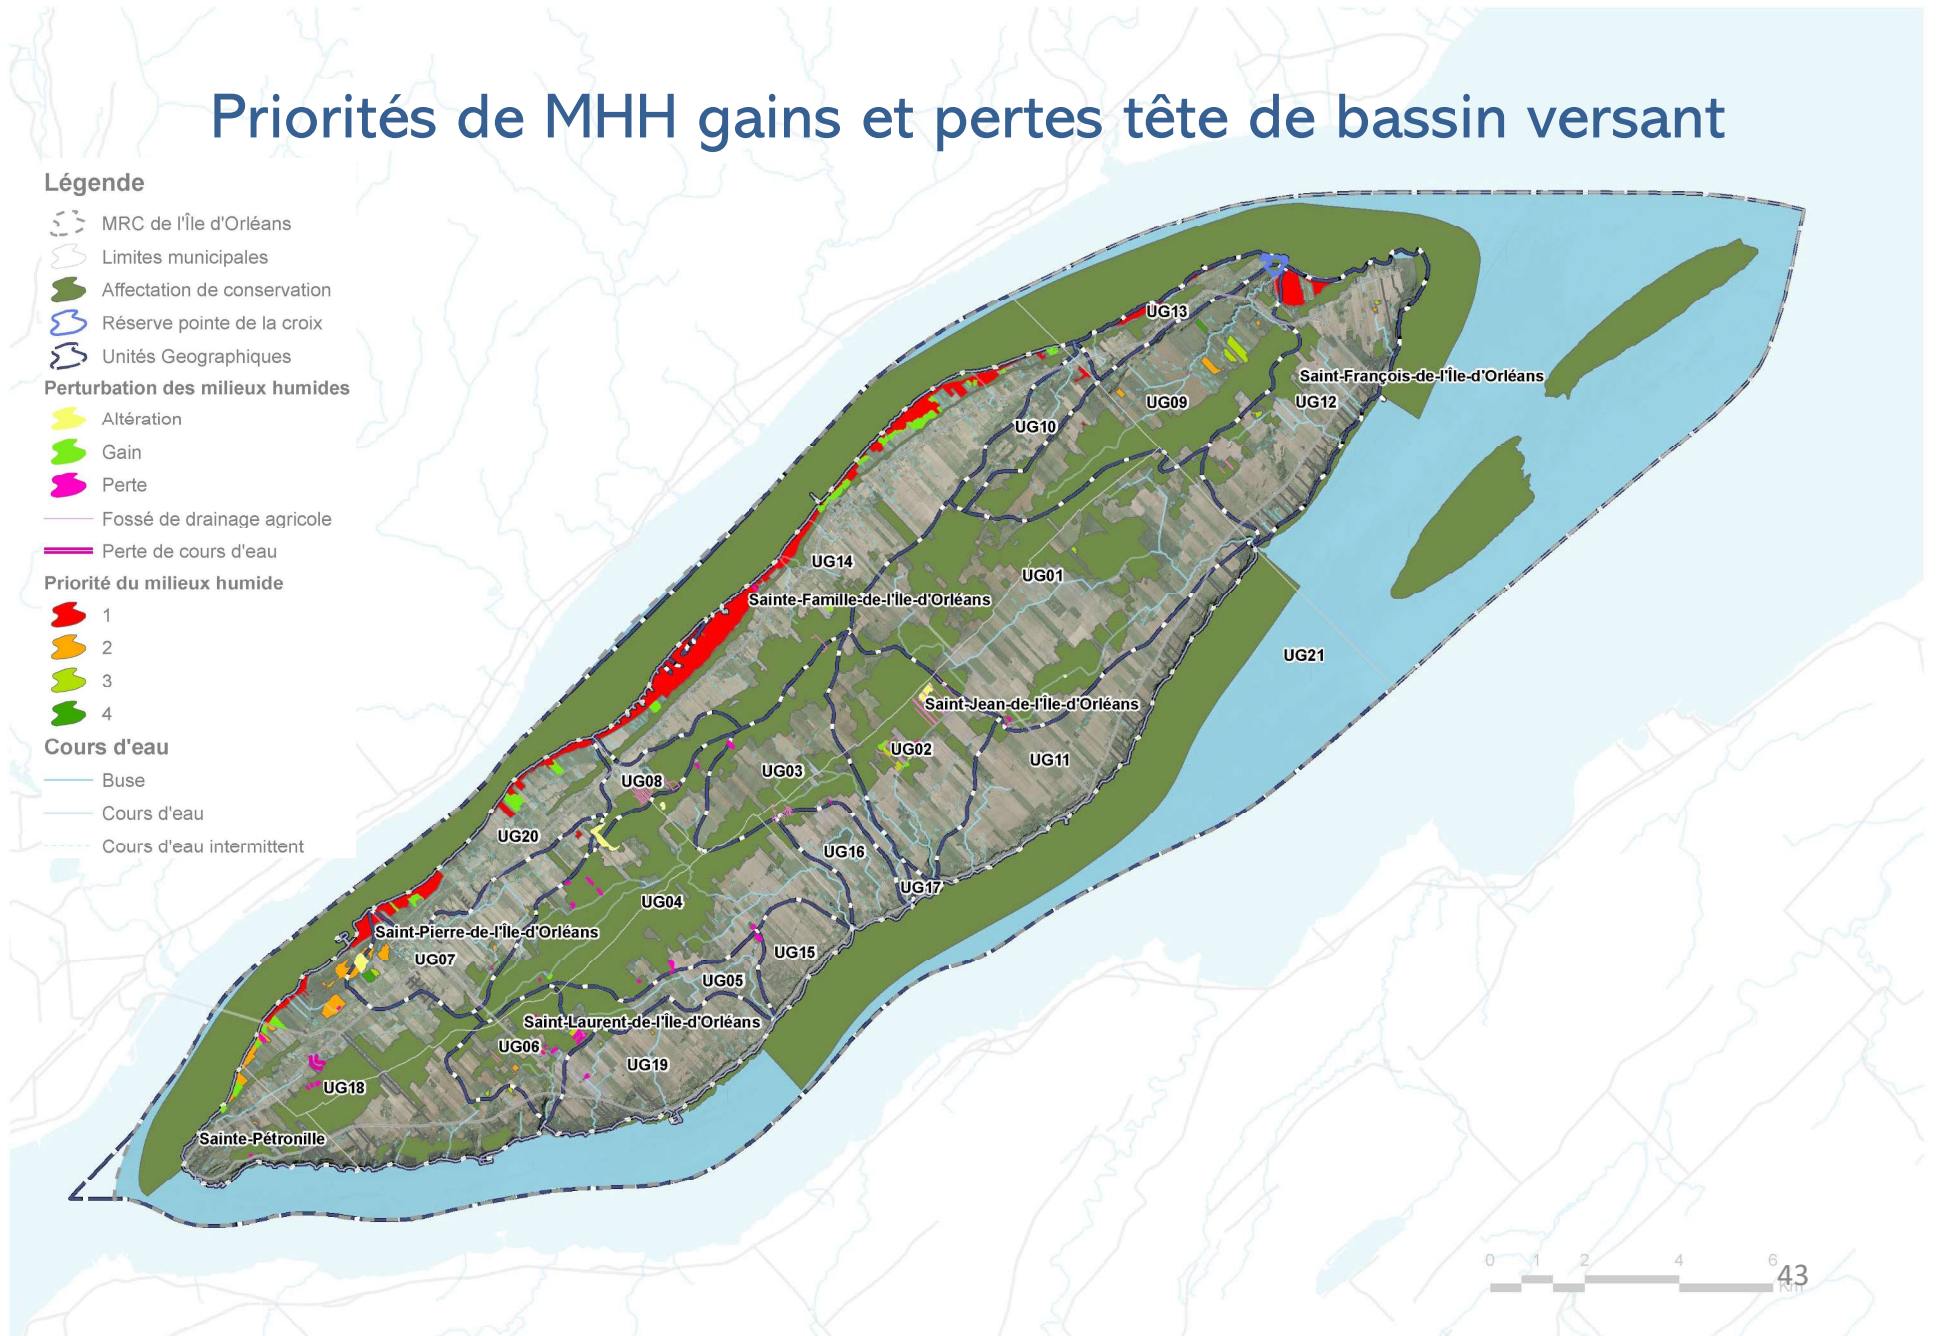 Priorités de MHH gains et pertes tête de bassin versant
Légende
MRC de l'Île d'Orléans
Limites municipales
Affectation de conservation
Réserve pointe de la croix
Unités Geographiques
Perturbation des milieux humides
Altération
Gain
Perte
Fossé de drainage agricole
Perte de cours d'eau
Priorité du milieux humide
1
2
3
4
Cours d'eau
Buse
Cours d'eau
Cours d'eau intermittent
UG13
Saint-François-de-l'Île-d'Orléans
UG09
UG12
UG10
UG14
UG01
Sainte-Famille-de-l'Île-d'Orléans
UG21
Saint-Jean-de-l'Île-d'Orléans
UG02
UG11
UG03
UG08
UG20
UG16
UG17
UG04
Saint-Pierre-de-l'Île-d'Orléans
UG07
UG15
UG05
Saint-Laurent-de-l'Île-d'Orléans
UG06
UG19
UG18
Sainte-Pétronille
0 1 2 4 6
Km
43